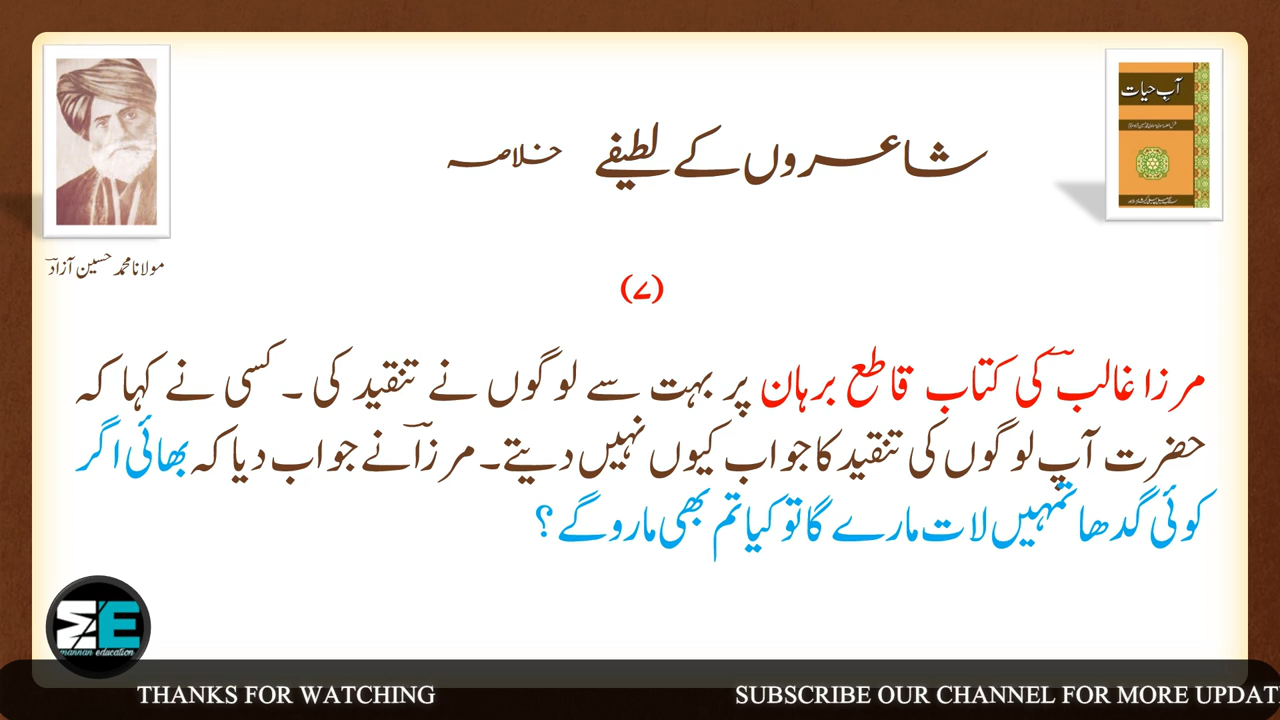 آبِ حیات
شاعروں کے لطیفے خلاصہ
مولانا محمد حسین آزادؔ
(۷)
مرزا غالبؔ کی کتاب قاطع برہان پر بہت سے لوگوں نے تنقید کی ۔ کسی نے کہا کہ
حضرت آپ لوگوں کی تنقید کا جواب کیوں نہیں دیتے۔ مرزاؔ نے جواب دیا کہ بھائی اگر
کوئی گدھا تمہیں لات مارے گا تو کیا تم بھی مارو گے ؟
mannan education
THANKS FOR WATCHING
SUBSCRIBE OUR CHANNEL FOR MORE UPDAT